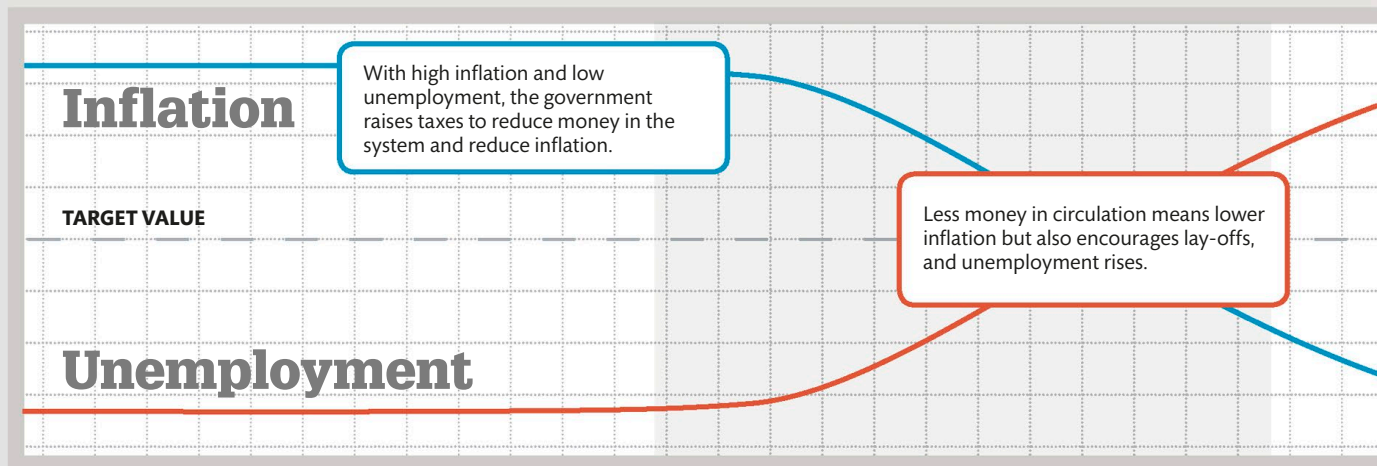 Inflation
With high inflation and low
unemployment, the government
raises taxes to reduce money in the
system and reduce inflation.
TARGET VALUE
Less money in circulation means lower
inflation but also encourages lay-offs,
and unemployment rises.
Unemployment